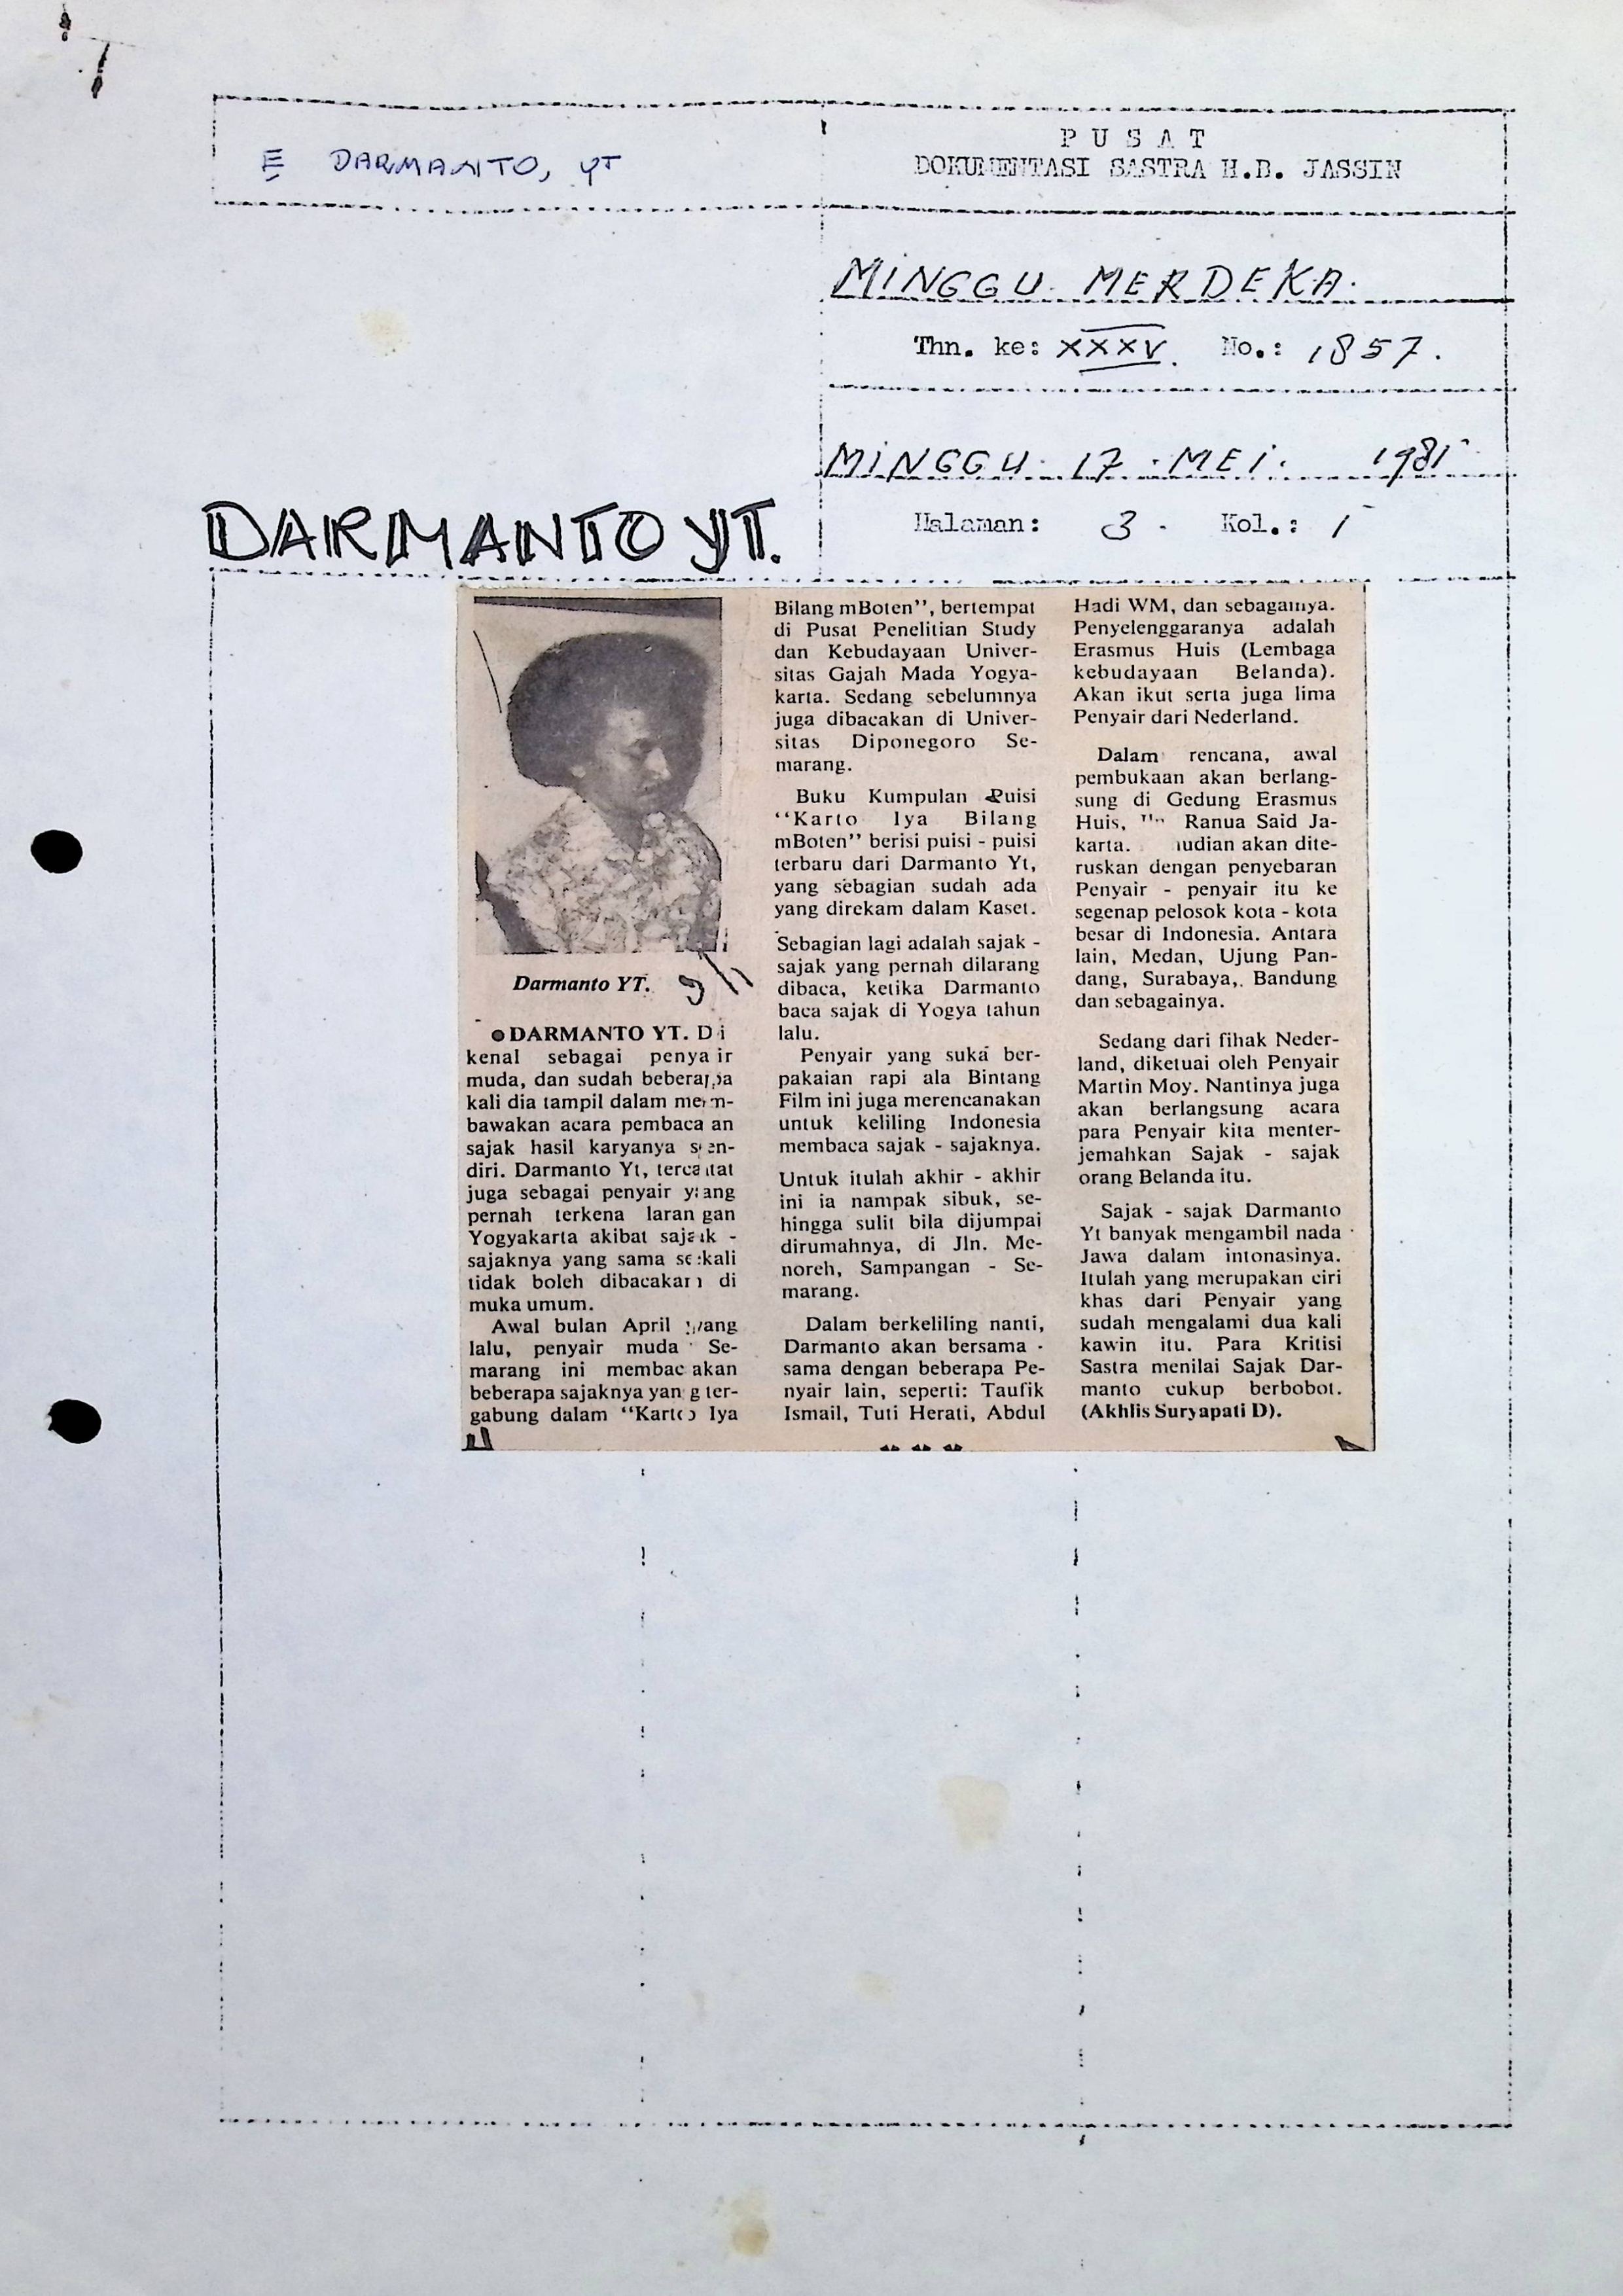 E DARMANTO, YT
P U S A T
DOKUMENTASI SASTRA H.B. JASSIN
MINGGU MERDEKA
Thn. ke: XXXV. No.: 1857.
MINGGU 17 MEI 1981
DARMANTO YT.
Halaman: 3. Kol.: 1
Darmanto YT.
DARMANTO YT. Di
kenal sebagai penyair
muda, dan sudah beberapa
kali dia tampil dalam mem-
bawakan acara pembacaan
sajak hasil karyanya sen-
diri. Darmanto Yt, tercatat
juga sebagai penyair yang
pernah terkena larangan
Yogyakarta akibat sajak -
sajaknya yang sama sekali
tidak boleh dibacakan di
muka umum.
Awal bulan April yang
lalu, penyair muda Se-
marang ini membacakan
beberapa sajaknya yang ter-
gabung dalam "Karto Iya
Bilang mBoten", bertempat
di Pusat Penelitian Study
dan Kebudayaan Univer-
sitas Gajah Mada Yogya-
karta. Sedang sebelumnya
juga dibacakan di Univer-
sitas Diponegoro Se-
marang.
Buku Kumpulan Puisi
"Karto Iya Bilang
mBoten" berisi puisi - puisi
terbaru dari Darmanto Yt,
yang sebagian sudah ada
yang direkam dalam Kaset.
Sebagian lagi adalah sajak -
sajak yang pernah dilarang
dibaca, ketika Darmanto
baca sajak di Yogya tahun
lalu.
Penyair yang suka ber-
pakaian rapi ala Bintang
Film ini juga merencanakan
untuk keliling Indonesia
membaca sajak - sajaknya.
Untuk itulah akhir - akhir
ini ia nampak sibuk, se-
hingga sulit bila dijumpai
dirumahnya, di Jln. Me-
noreh, Sampangan - Se-
marang.
Dalam berkeliling nanti,
Darmanto akan bersama -
sama dengan beberapa Pe-
nyair lain, seperti: Taufik
Ismail, Tuti Herati, Abdul
Hadi WM, dan sebagainya.
Penyelenggaranya adalah
Erasmus Huis (Lembaga
kebudayaan Belanda).
Akan ikut serta juga lima
Penyair dari Nederland.
Dalam rencana, awal
pembukaan akan berlang-
sung di Gedung Erasmus
Huis, Ranua Said Ja-
karta. udian akan dite-
ruskan dengan penyebaran
Penyair - penyair itu ke
segenap pelosok kota - kota
besar di Indonesia. Antara
lain, Medan, Ujung Pan-
dang, Surabaya, Bandung
dan sebagainya.
Sedang dari fihak Neder-
land, diketuai oleh Penyair
Martin Moy. Nantinya juga
akan berlangsung acara
para Penyair kita menter-
jemahkan Sajak - sajak
orang Belanda itu.
Sajak - sajak Darmanto
Yt banyak mengambil nada
Jawa dalam intonasinya.
Itulah yang merupakan ciri
khas dari Penyair yang
sudah mengalami dua kali
kawin itu. Para Kritisi
Sastra menilai Sajak Dar-
manto cukup berbobot.
(Akhlis Suryapati D).